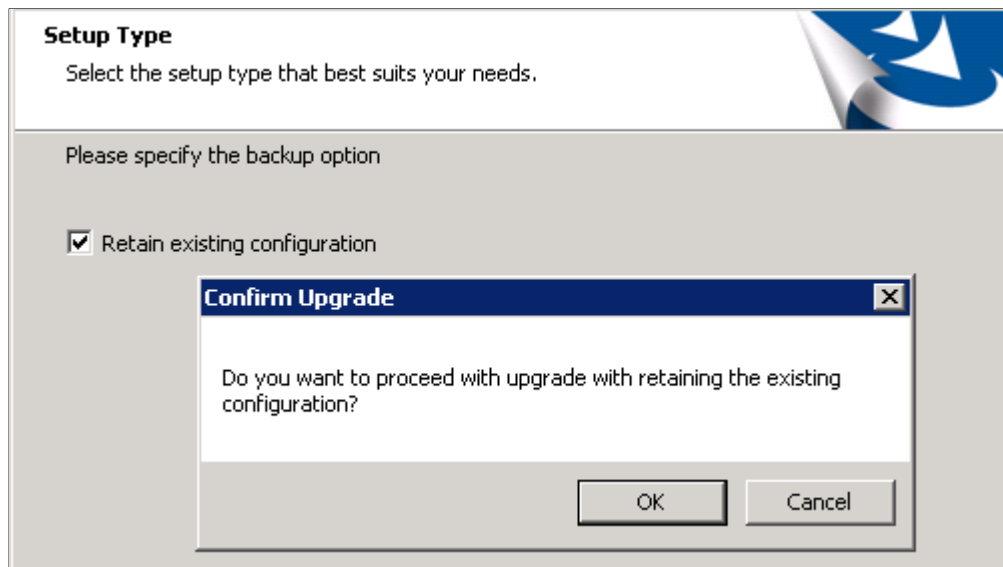 Setup Type
Select the setup type that best suits your needs.
Please specify the backup option
Retain existing configuration
Confirm Upgrade
Do you want to proceed with upgrade with retaining the existing
configuration?
OK
Cancel